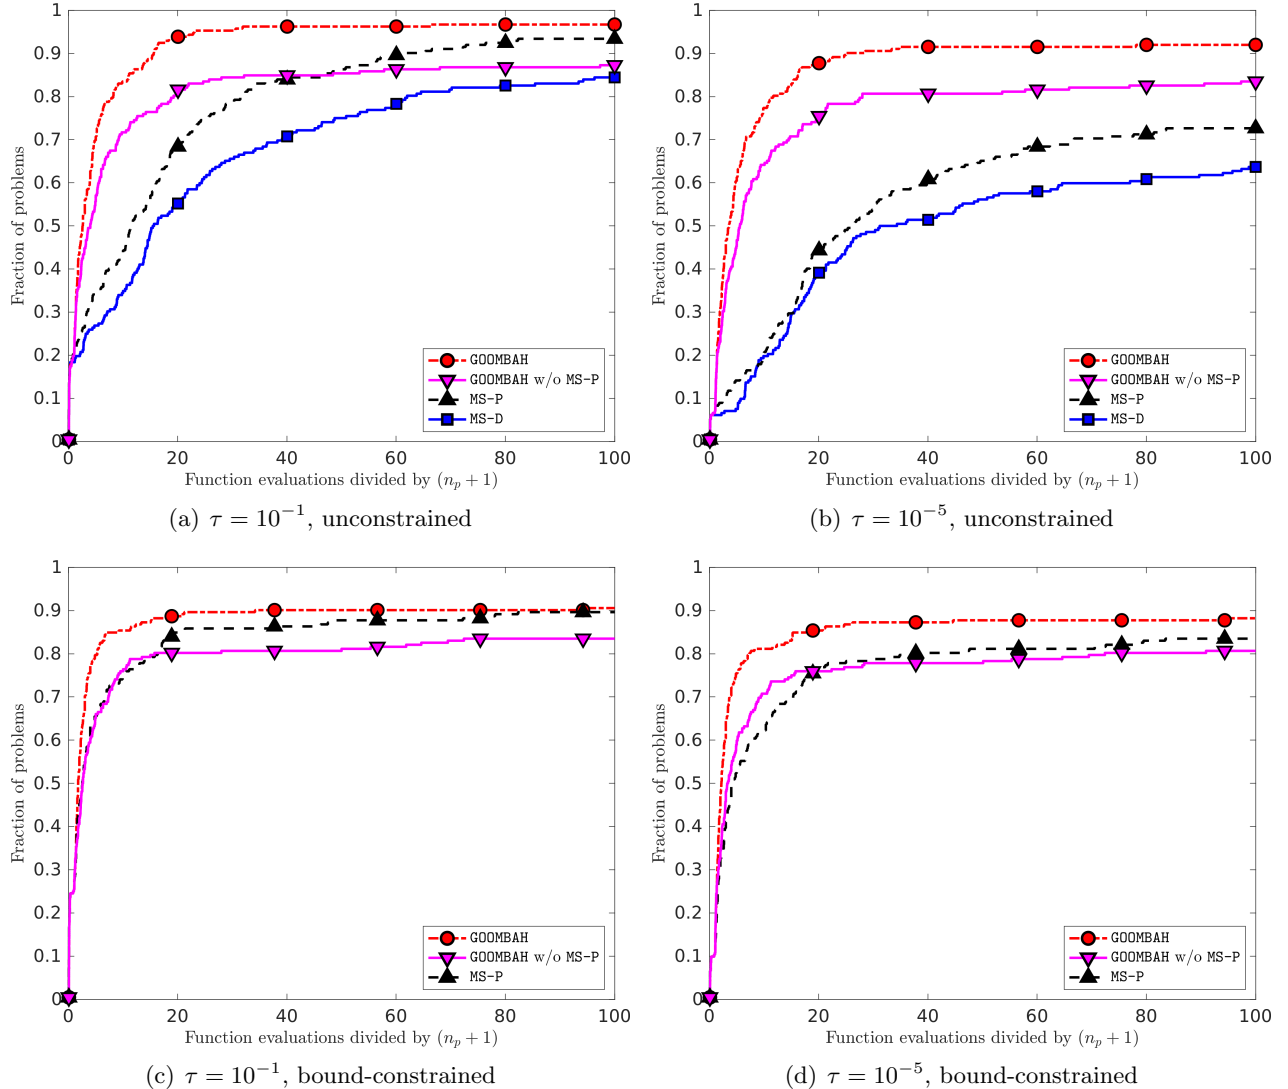 1
0.9
0.8
0.7
0.6
0.5
0.4
0.3
0.2
0.1
0
Fraction of problems
GOOMBAH
GOOMBAH w/o MS-P
MS-P
MS-D
0 20 40 60 80 100
Function evaluations divided by (nₚ + 1)
(a) τ = 10⁻¹, unconstrained
1
0.9
0.8
0.7
0.6
0.5
0.4
0.3
0.2
0.1
0
Fraction of problems
GOOMBAH
GOOMBAH w/o MS-P
MS-P
MS-D
0 20 40 60 80 100
Function evaluations divided by (nₚ + 1)
(b) τ = 10⁻⁵, unconstrained
1
0.9
0.8
0.7
0.6
0.5
0.4
0.3
0.2
0.1
0
Fraction of problems
GOOMBAH
GOOMBAH w/o MS-P
MS-P
0 20 40 60 80 100
Function evaluations divided by (nₚ + 1)
(c) τ = 10⁻¹, bound-constrained
1
0.9
0.8
0.7
0.6
0.5
0.4
0.3
0.2
0.1
0
Fraction of problems
GOOMBAH
GOOMBAH w/o MS-P
MS-P
0 20 40 60 80 100
Function evaluations divided by (nₚ + 1)
(d) τ = 10⁻⁵, bound-constrained